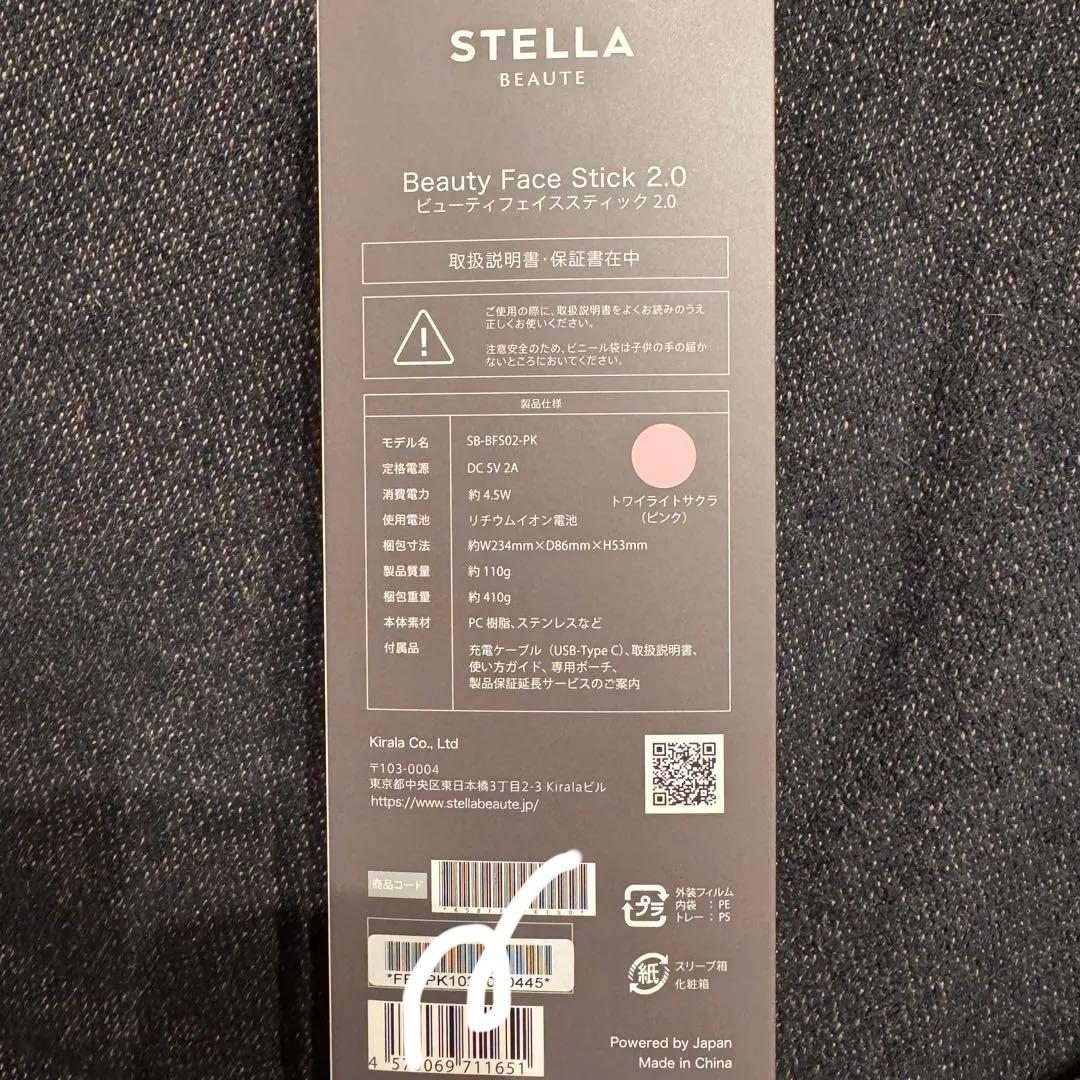 STELLA
BEAUTE
Beauty Face Stick 2.0
ビューティフェイススティック 2.0
取扱説明書・保証書在中
ご使用の際に、取扱説明書をよくお読みのうえ
正しくお使いください。
注意安全のため、ビニール袋は子供の手の届か
ないところにおいてください。
製品仕様
モデル名 SB-BFS02-PK
定格電源 DC 5V 2A
消費電力 約 4.5W
使用電池 リチウムイオン電池
梱包寸法 約W234mm×D86mm×H53mm
製品質量 約 110g
梱包重量 約 410g
本体素材 PC 樹脂、ステンレスなど
付属品 充電ケーブル（USB-Type C）、取扱説明書、
使い方ガイド、専用ポーチ、
製品保証延長サービスのご案内
トワイライトサクラ
（ピンク）
Kirala Co., Ltd
〒103-0004
東京都中央区東日本橋3丁目2-3 Kiralaビル
https://www.stellabeaute.jp/
商品コード
プラ
外装フィルム
内袋 ：PE
トレー：PS
紙
スリーブ箱
化粧箱
Powered by Japan
Made in China